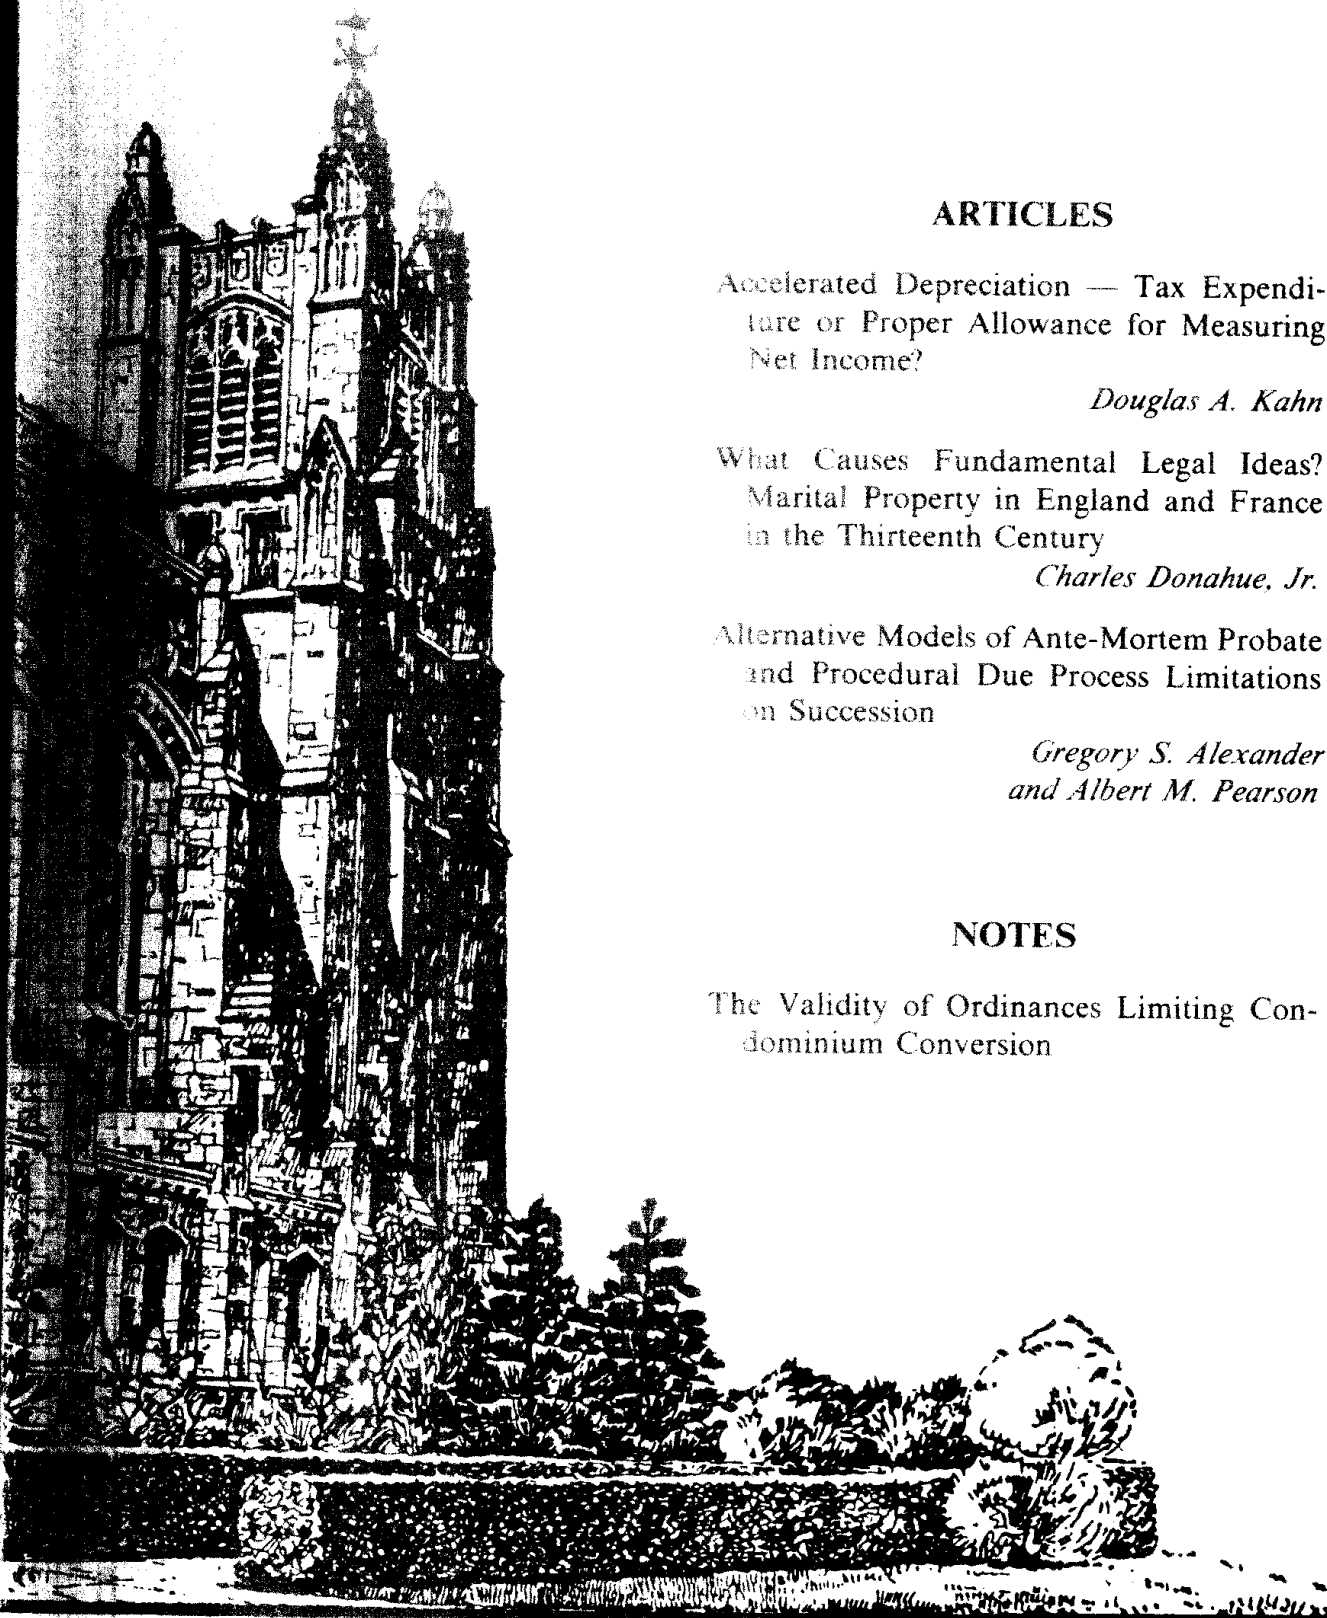 ARTICLES
Accelerated Depreciation — Tax Expendi-
ture or Proper Allowance for Measuring
Net Income?
Douglas A. Kahn
What Causes Fundamental Legal Ideas?
Marital Property in England and France
in the Thirteenth Century
Charles Donahue, Jr.
Alternative Models of Ante-Mortem Probate
and Procedural Due Process Limitations
on Succession
Gregory S. Alexander
and Albert M. Pearson
NOTES
The Validity of Ordinances Limiting Con-
dominium Conversion